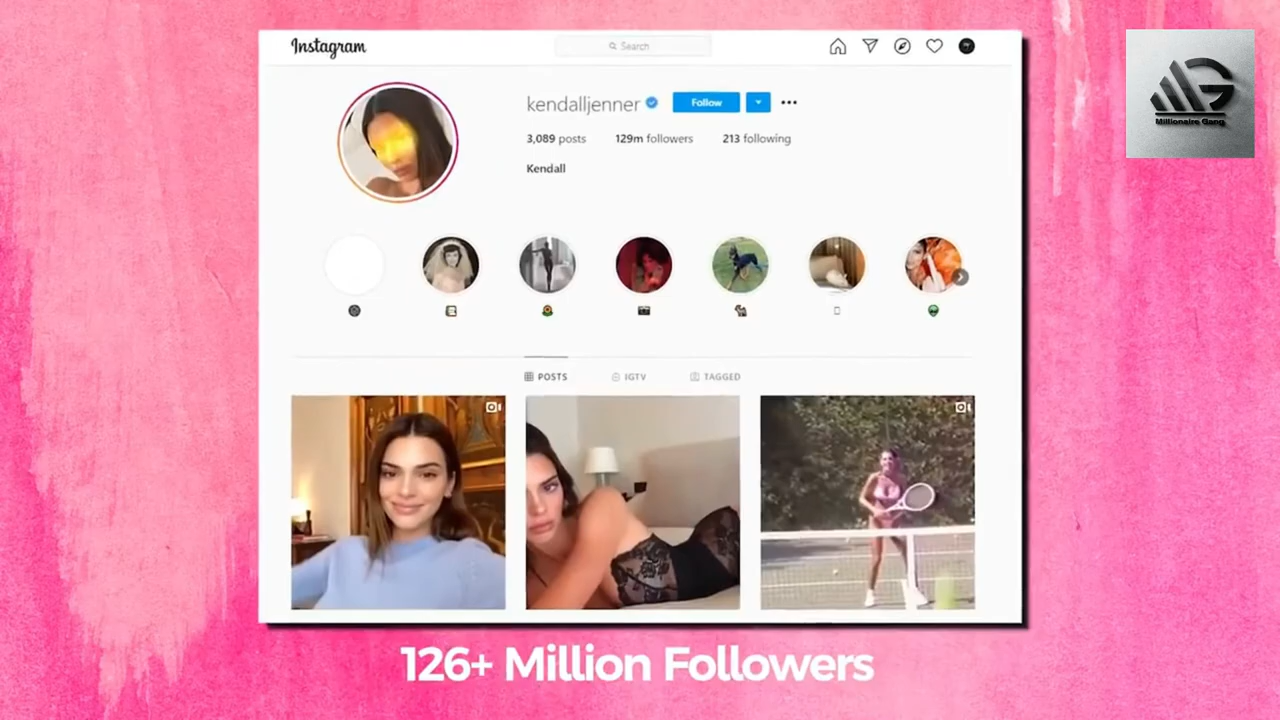 Instagram
Search
kendalljenner
Follow
3,089 posts
129m followers
213 following
Kendall
POSTS
IGTV
TAGGED
Millionaire Gang
126+ Million Followers